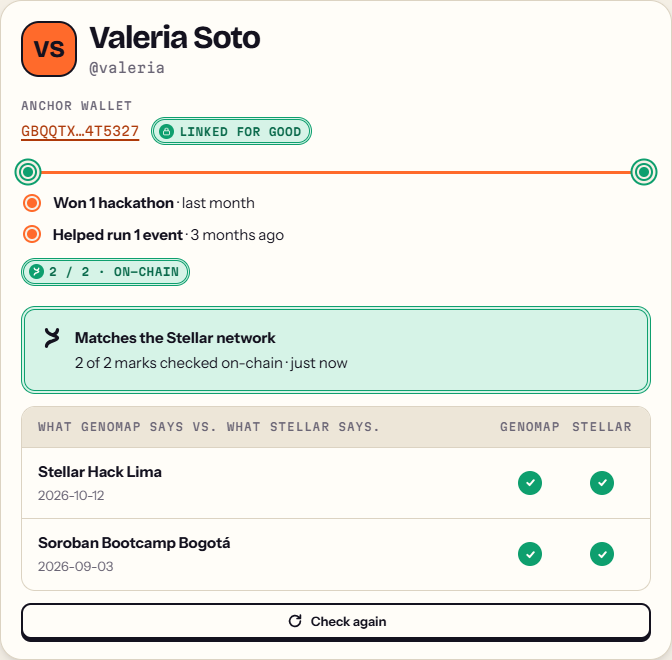 VS
Valeria Soto
@valeria
ANCHOR WALLET
GBQQTX…4T5327 LINKED FOR GOOD
Won 1 hackathon · last month
Helped run 1 event · 3 months ago
2 / 2 · ON-CHAIN
Matches the Stellar network
2 of 2 marks checked on-chain · just now
WHAT GENOMAP SAYS VS. WHAT STELLAR SAYS. GENOMAP STELLAR
Stellar Hack Lima
2026-10-12
Soroban Bootcamp Bogotá
2026-09-03
Check again